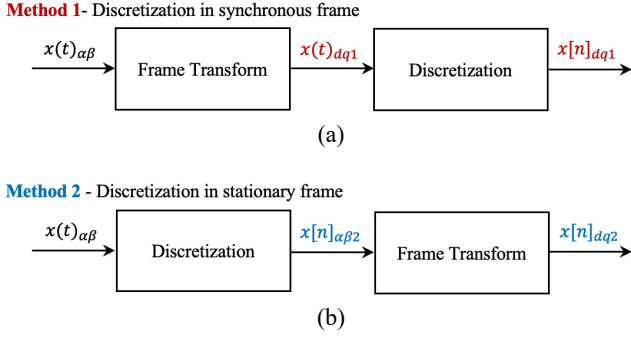 Method 1- Discretization in synchronous frame
x(t)αβ
Frame Transform
x(t)dq1
Discretization
x[n]dq1
(a)
Method 2 - Discretization in stationary frame
x(t)αβ
Discretization
x[n]αβ2
Frame Transform
x[n]dq2
(b)